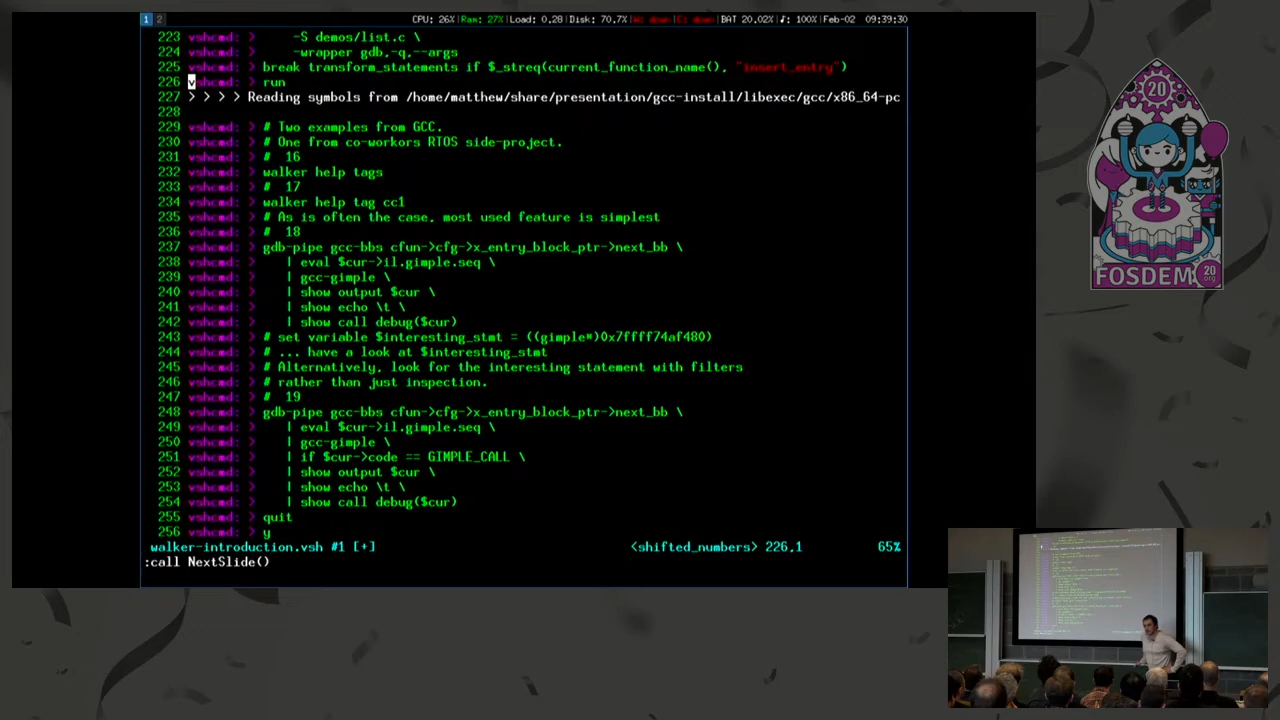 1 2 CPU: 26%|Ram: 27%|Load: 0.28|Disk: 70.7%|W: down|E: down|BAT 20.02%|♪: 100%|Feb-02 09:39:30
223 vshcmd: > -S demos/list.c \
224 vshcmd: > -wrapper gdb,-q,--args
225 vshcmd: > break transform_statements if $_streq(current_function_name(), "insert_entry")
226 vshcmd: > run
227 > > > > Reading symbols from /home/matthew/share/presentation/gcc-install/libexec/gcc/x86_64-pc
228
229 vshcmd: > # Two examples from GCC.
230 vshcmd: > # One from co-workors RTOS side-project.
231 vshcmd: > # 16
232 vshcmd: > walker help tags
233 vshcmd: > # 17
234 vshcmd: > walker help tag cc1
235 vshcmd: > # As is often the case, most used feature is simplest
236 vshcmd: > # 18
237 vshcmd: > gdb-pipe gcc-bbs cfun->cfg->x_entry_block_ptr->next_bb \
238 vshcmd: > | eval $cur->il.gimple.seq \
239 vshcmd: > | gcc-gimple \
240 vshcmd: > | show output $cur \
241 vshcmd: > | show echo \t \
242 vshcmd: > | show call debug($cur)
243 vshcmd: > # set variable $interesting_stmt = ((gimple*)0x7ffff74af480)
244 vshcmd: > # ... have a look at $interesting_stmt
245 vshcmd: > # Alternatively, look for the interesting statement with filters
246 vshcmd: > # rather than just inspection.
247 vshcmd: > # 19
248 vshcmd: > gdb-pipe gcc-bbs cfun->cfg->x_entry_block_ptr->next_bb \
249 vshcmd: > | eval $cur->il.gimple.seq \
250 vshcmd: > | gcc-gimple \
251 vshcmd: > | if $cur->code == GIMPLE_CALL \
252 vshcmd: > | show output $cur \
253 vshcmd: > | show echo \t \
254 vshcmd: > | show call debug($cur)
255 vshcmd: > quit
256 vshcmd: > y
walker-introduction.vsh #1 [+] <shifted_numbers> 226,1 65%
:call NextSlide()
20
FOSDEM 20
.org